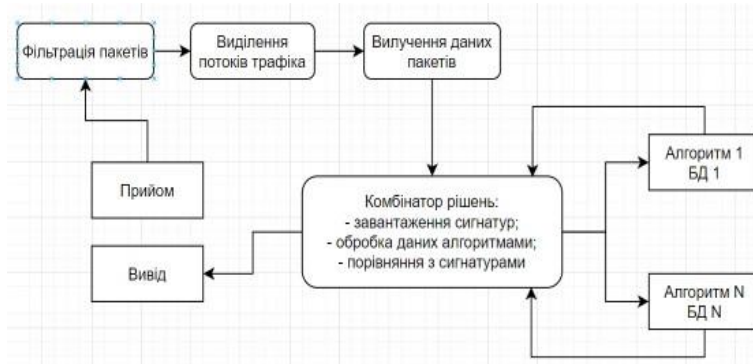 Фільтрація пакетів
Виділення
потоків трафіка
Вилучення даних
пакетів
Прийом
Вивід
Комбінатор рішень:
- завантаження сигнатур;
- обробка даних алгоритмами;
- порівняння з сигнатурами
Алгоритм 1
БД 1
Алгоритм N
БД N